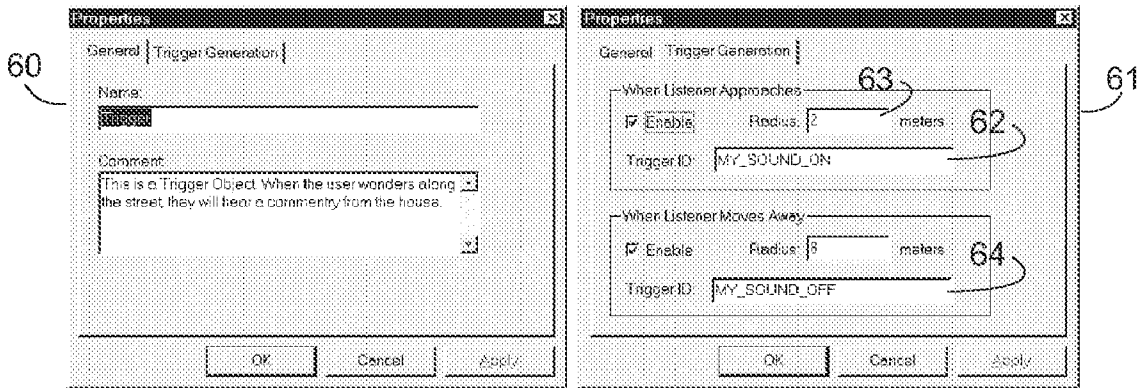 Properties
General Trigger Generation
60
Name:
Comment:
This is a Trigger Object. When the user wonders along
the street, they will hear a commentry from the house.
OK Cancel Apply
Properties
General Trigger Generation
61
When Listener Approaches
63
Enable Radius: 2 meters
62
Trigger ID: MY_SOUND_ON
When Listener Moves Away
Enable Radius: 8 meters
64
Trigger ID: MY_SOUND_OFF
OK Cancel Apply